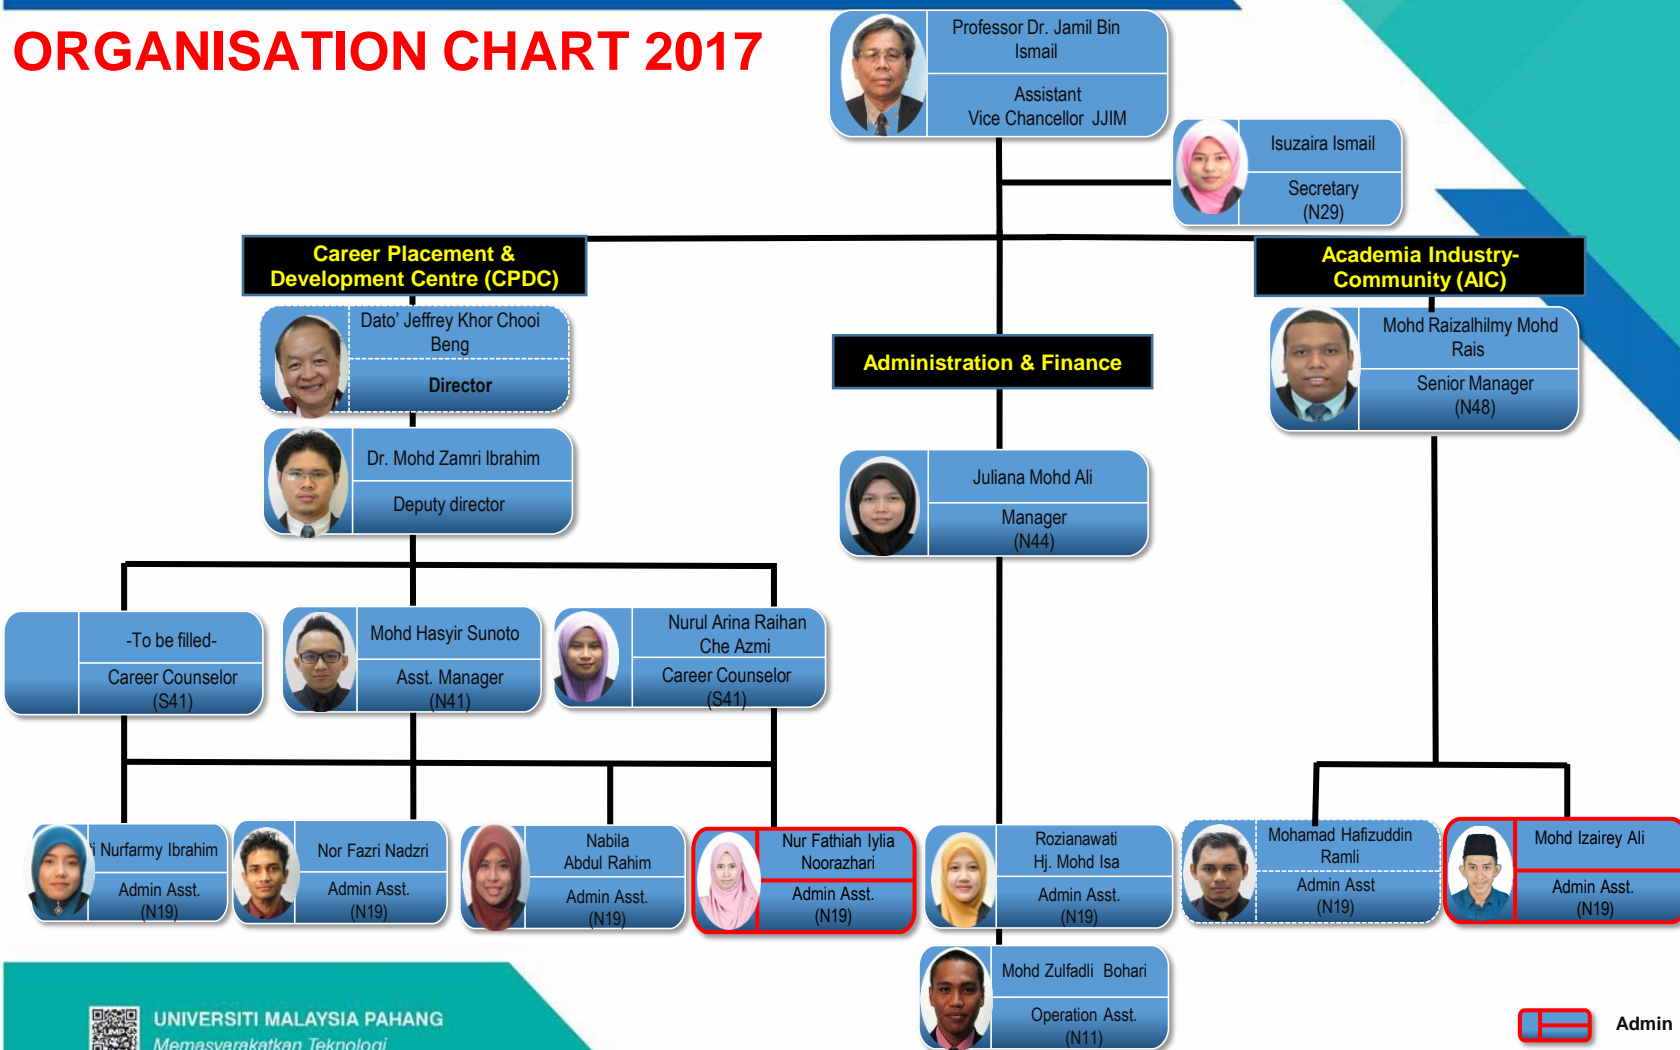 ORGANISATION CHART 2017
Professor Dr. Jamil Bin
Ismail
Assistant
Vice Chancellor JJIM
Isuzaira Ismail
Secretary
(N29)
Career Placement &
Development Centre (CPDC)
Academia Industry-
Community (AIC)
Administration & Finance
Dato' Jeffrey Khor Chooi
Beng
Director
Mohd Raizalhilmy Mohd
Rais
Senior Manager
(N48)
Dr. Mohd Zamri Ibrahim
Deputy director
Juliana Mohd Ali
Manager
(N44)
-To be filled-
Career Counselor
(S41)
Mohd Hasyir Sunoto
Asst. Manager
(N41)
Nurul Arina Raihan
Che Azmi
Career Counselor
(S41)
Nurfarmy Ibrahim
Admin Asst.
(N19)
Nor Fazri Nadzri
Admin Asst.
(N19)
Nabila
Abdul Rahim
Admin Asst.
(N19)
Nur Fathiah Iylia
Noorazhari
Admin Asst.
(N19)
Rozianawati
Hj. Mohd Isa
Admin Asst.
(N19)
Mohamad Hafizuddin
Ramli
Admin Asst
(N19)
Mohd Izairey Ali
Admin Asst.
(N19)
Mohd Zulfadli Bohari
Operation Asst.
(N11)
UMP
UNIVERSITI MALAYSIA PAHANG
Memasyarakatkan Teknologi
Admin